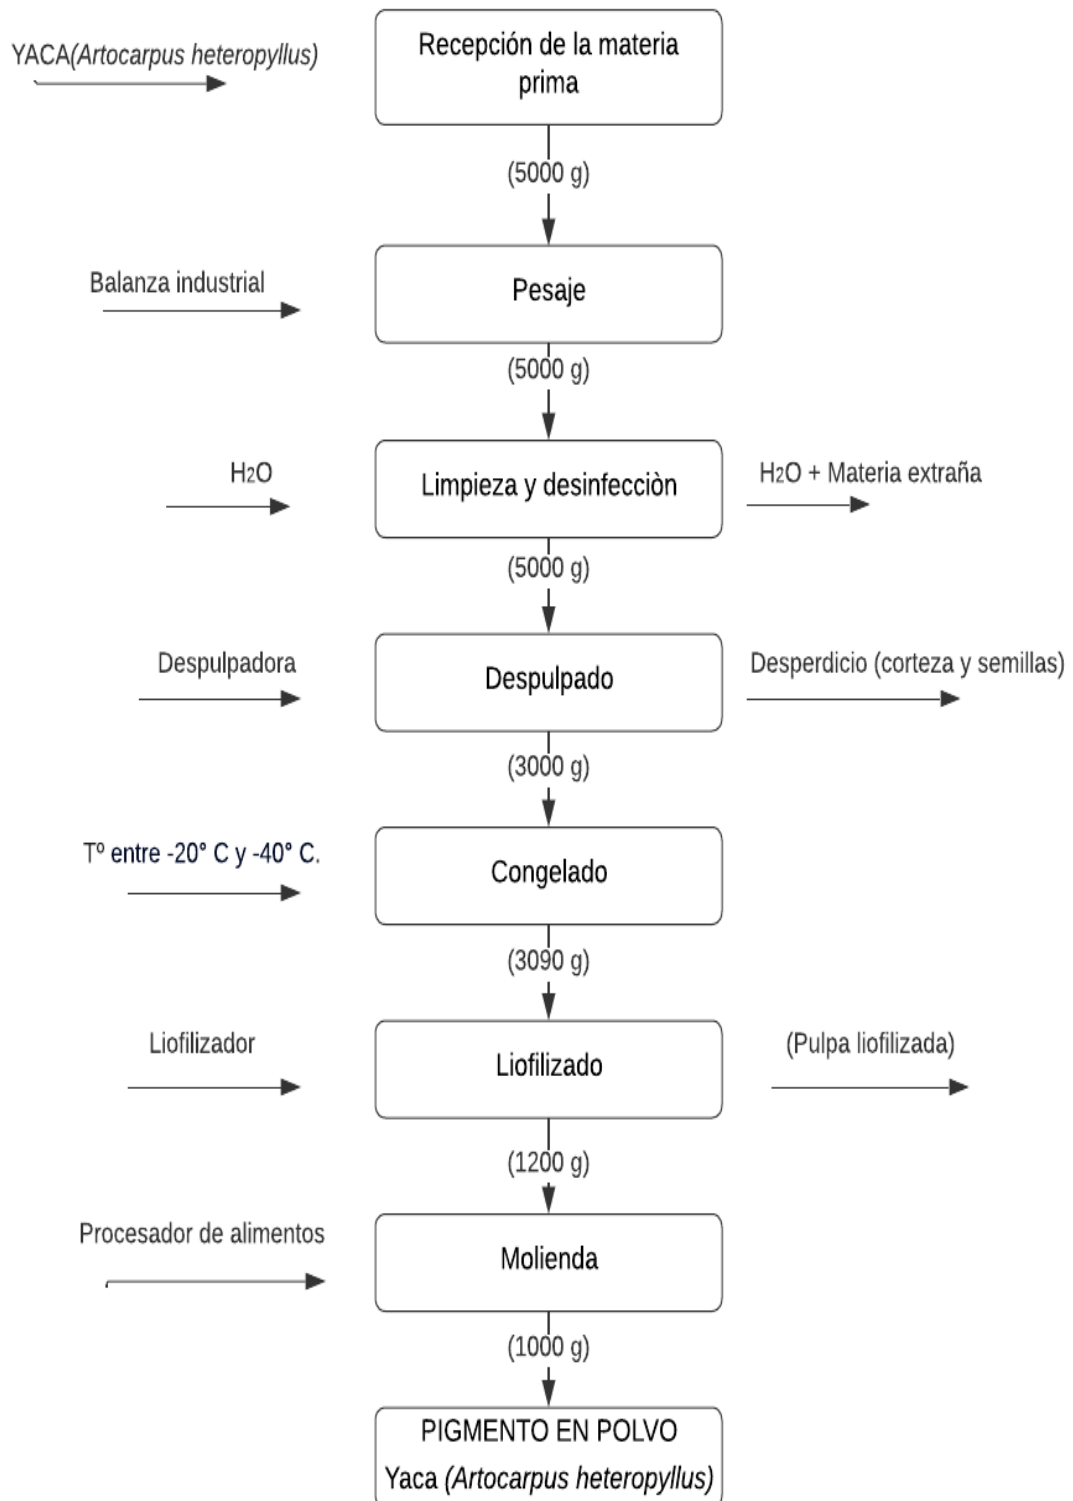 YACA(Artocarpus heteropyllus)
Recepción de la materia
prima
(5000 g)
Balanza industrial
Pesaje
(5000 g)
H2O
Limpieza y desinfecciòn
H2O + Materia extraña
(5000 g)
Despulpadora
Despulpado
Desperdicio (corteza y semillas)
(3000 g)
Tº entre -20° C y -40° C.
Congelado
(3090 g)
Liofilizador
Liofilizado
(Pulpa liofilizada)
(1200 g)
Procesador de alimentos
Molienda
(1000 g)
PIGMENTO EN POLVO
Yaca (Artocarpus heteropyllus)